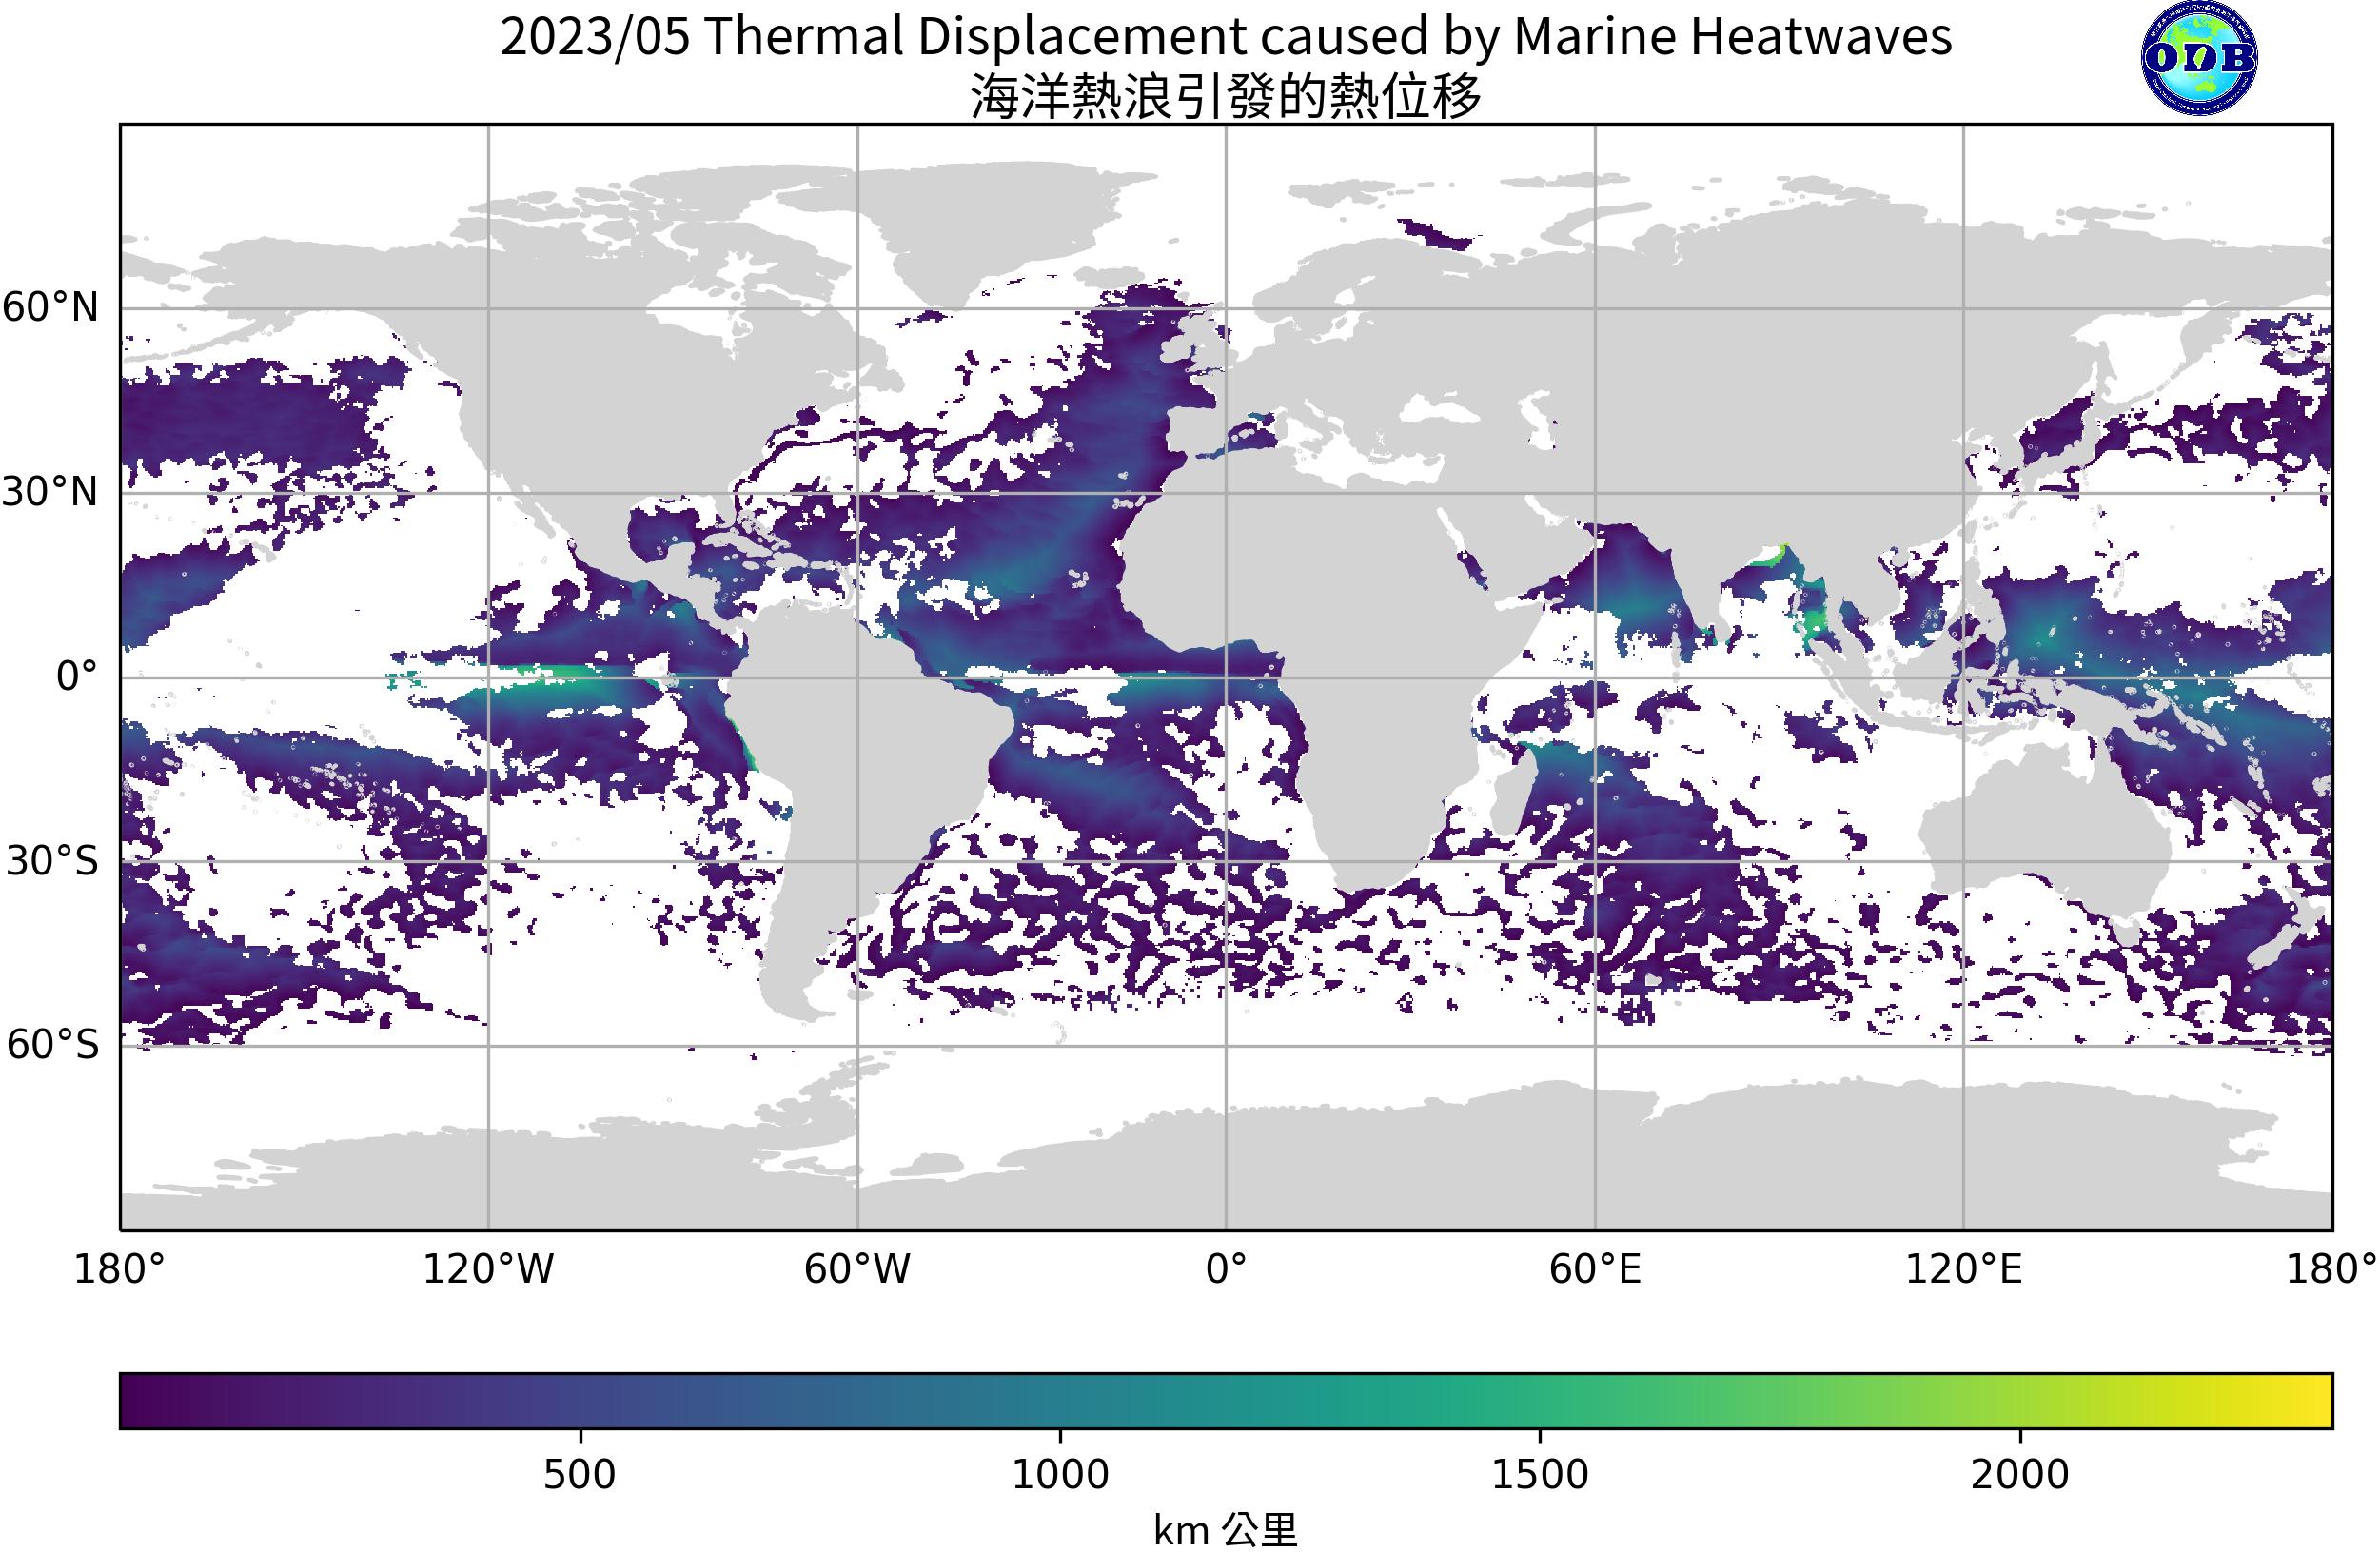 2023/05 Thermal Displacement caused by Marine Heatwaves
海洋熱浪引發的熱位移
ODB
60°N
30°N
0°
30°S
60°S
180° 120°W 60°W 0° 60°E 120°E 180°
500 1000 1500 2000
km 公里